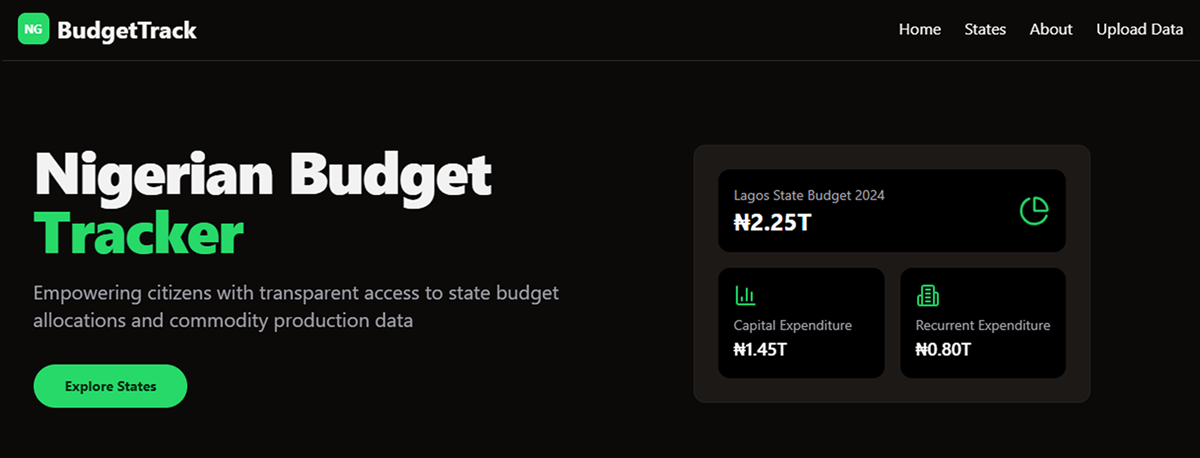 NG BudgetTrack
Home States About Upload Data
Nigerian Budget
Tracker
Empowering citizens with transparent access to state budget
allocations and commodity production data
Explore States
Lagos State Budget 2024
₦2.25T
Capital Expenditure
₦1.45T
Recurrent Expenditure
₦0.80T